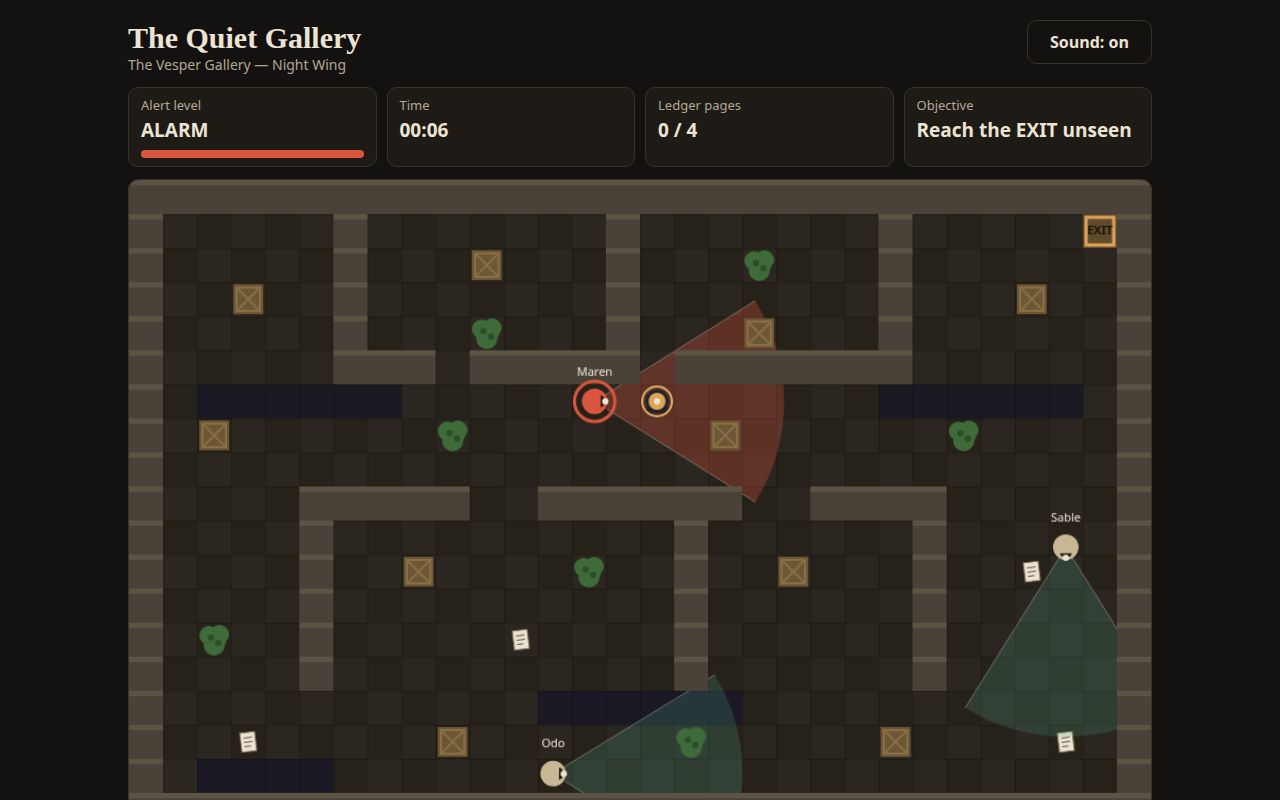 The Quiet Gallery
The Vesper Gallery — Night Wing
Sound: on
Alert level
ALARM
Time
00:06
Ledger pages
0 / 4
Objective
Reach the EXIT unseen
EXIT
Maren
Sable
Odo